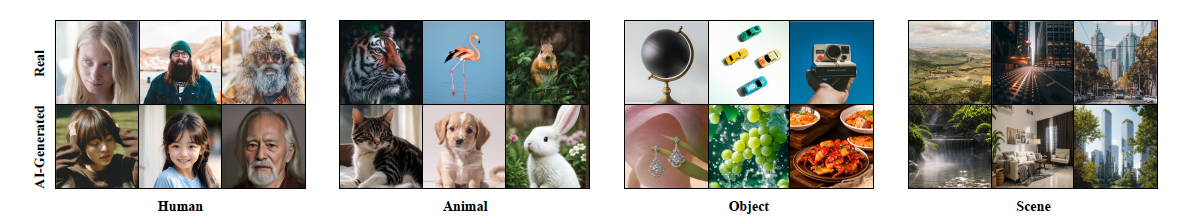 Real
AI-Generated
Human
Animal
Object
Scene